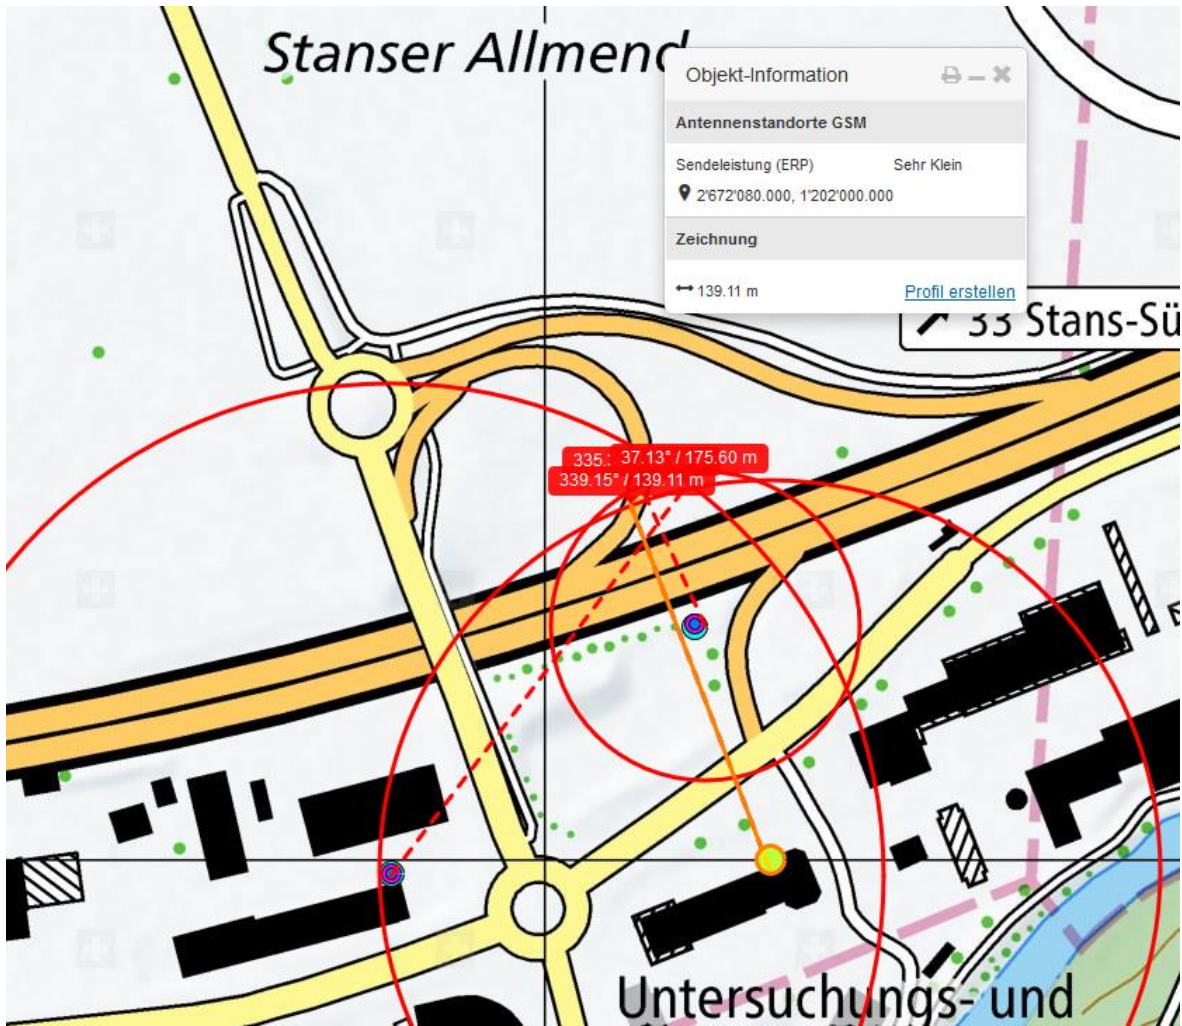 Stanser Allmend
Objekt-Information
Antennenstandorte GSM
Sendeleistung (ERP) Sehr Klein
2'672'080.000, 1'202'000.000
Zeichnung
139.11 m Profil erstellen
33 Stans-Sü
335.
37.13° / 175.60 m
339.15° / 139.11 m
Untersuchungs- und